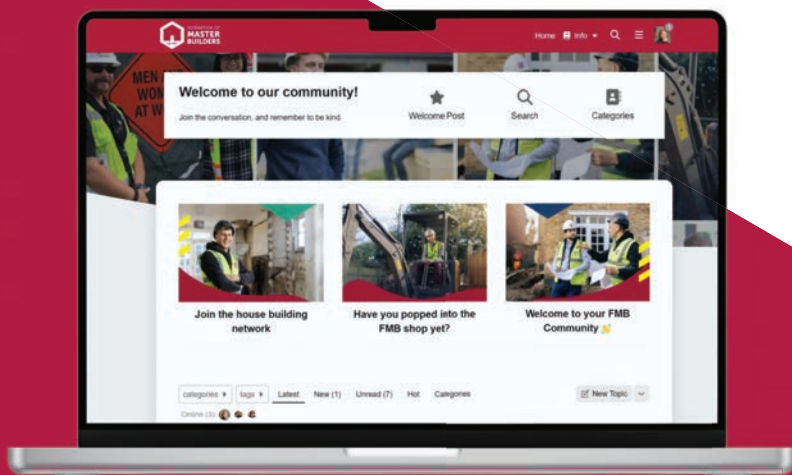 FEDERATION OF
MASTER
BUILDERS
Home Info
1
MEN AND
WOM
AT W
Welcome to our community!
Join the conversation, and remember to be kind.
Welcome Post Search Categories
Join the house building
network
Have you popped into the
FMB shop yet?
Welcome to your FMB
Community 👋
categories tags Latest New (1) Unread (7) Hot Categories New Topic
Online (3)